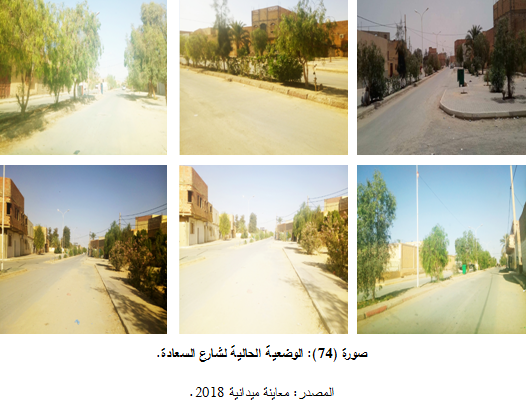 صورة (74): الوضعية الحالية لشارع السعادة.
المصدر: معاينة ميدانية 2018.